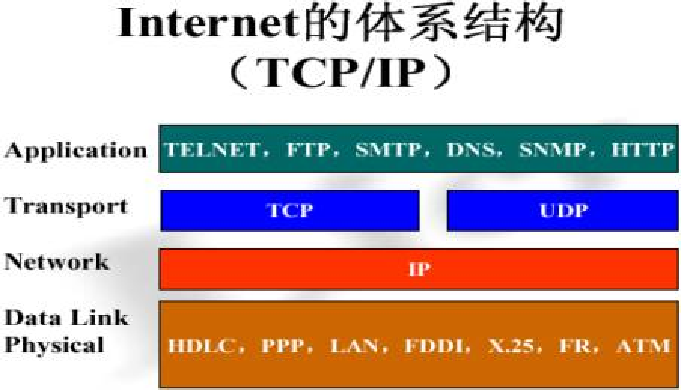 Internet的体系结构
（TCP/IP）
Application TELNET，FTP，SMTP，DNS，SNMP，HTTP
Transport TCP UDP
Network IP
Data Link
Physical HDLC，PPP，LAN，FDDI，X.25，FR，ATM